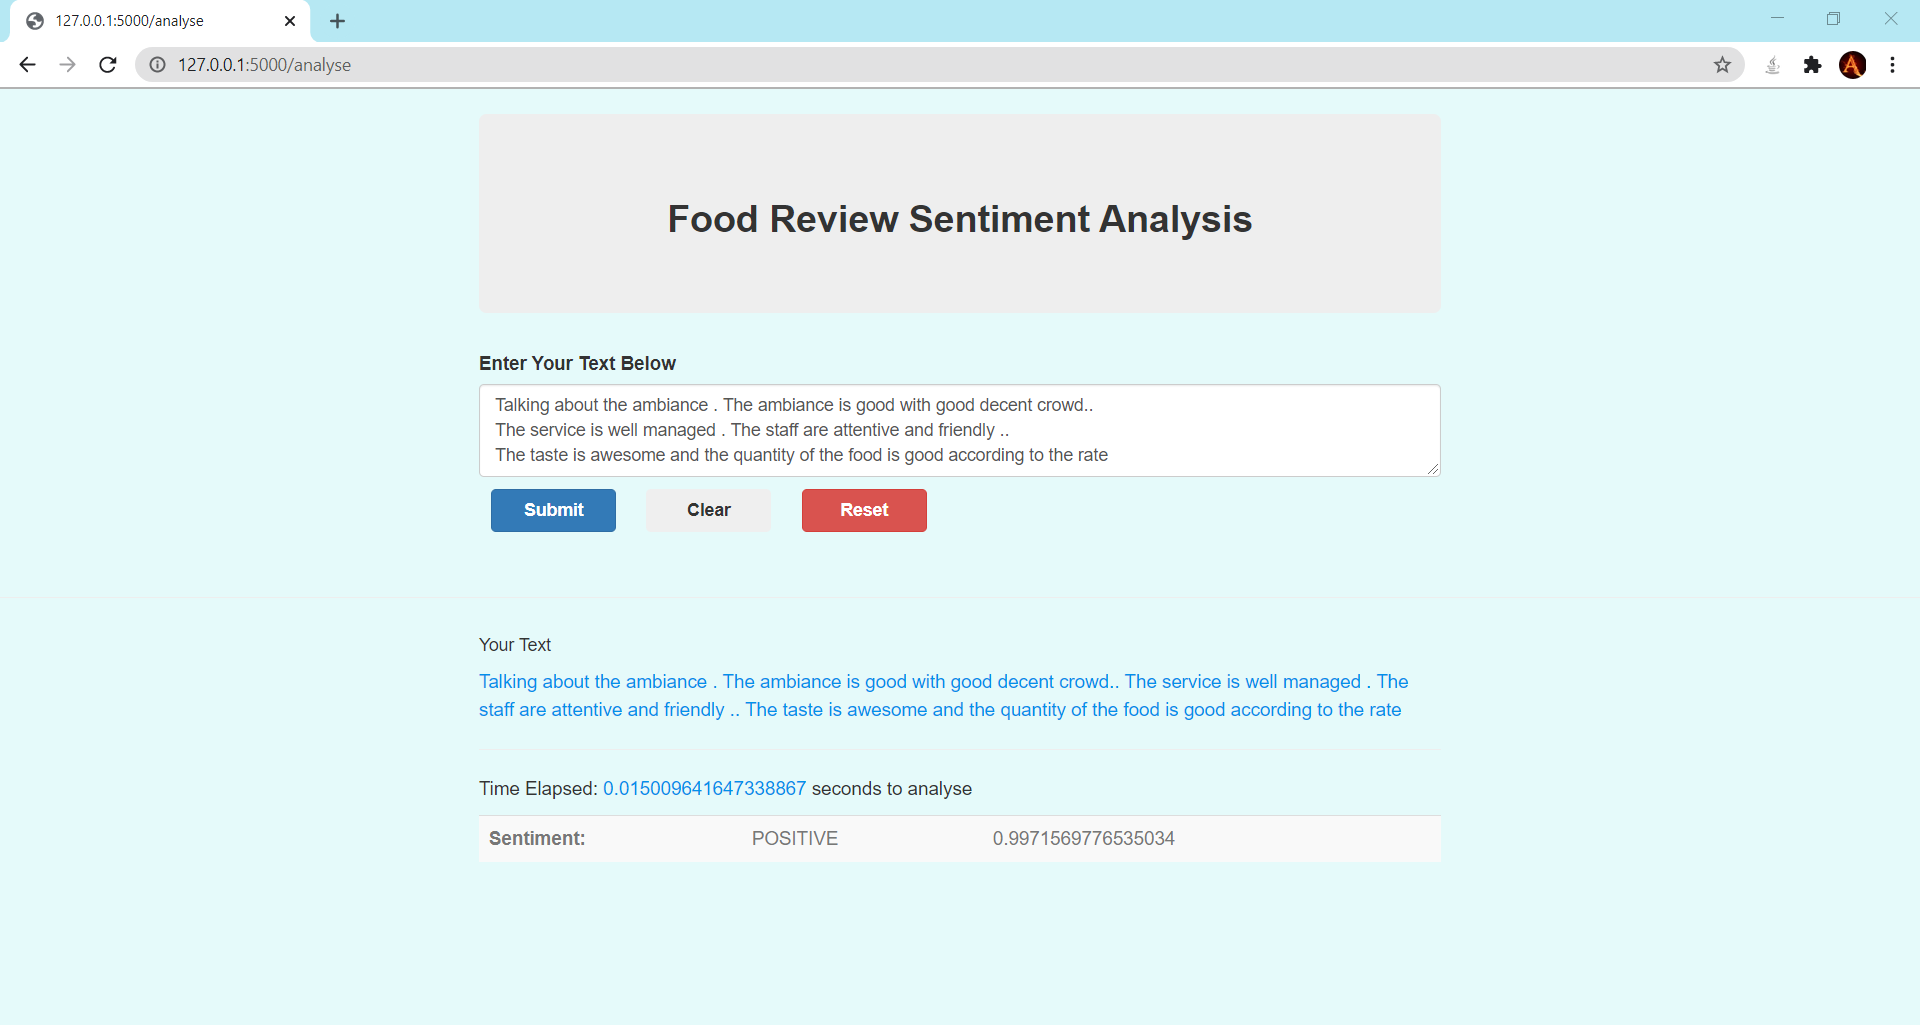 127.0.0.1:5000/analyse
127.0.0.1:5000/analyse
Food Review Sentiment Analysis
Enter Your Text Below
Talking about the ambiance . The ambiance is good with good decent crowd..
The service is well managed . The staff are attentive and friendly ..
The taste is awesome and the quantity of the food is good according to the rate
Submit Clear Reset
Your Text
Talking about the ambiance . The ambiance is good with good decent crowd.. The service is well managed . The
staff are attentive and friendly .. The taste is awesome and the quantity of the food is good according to the rate
Time Elapsed: 0.015009641647338867 seconds to analyse
Sentiment: POSITIVE 0.9971569776535034